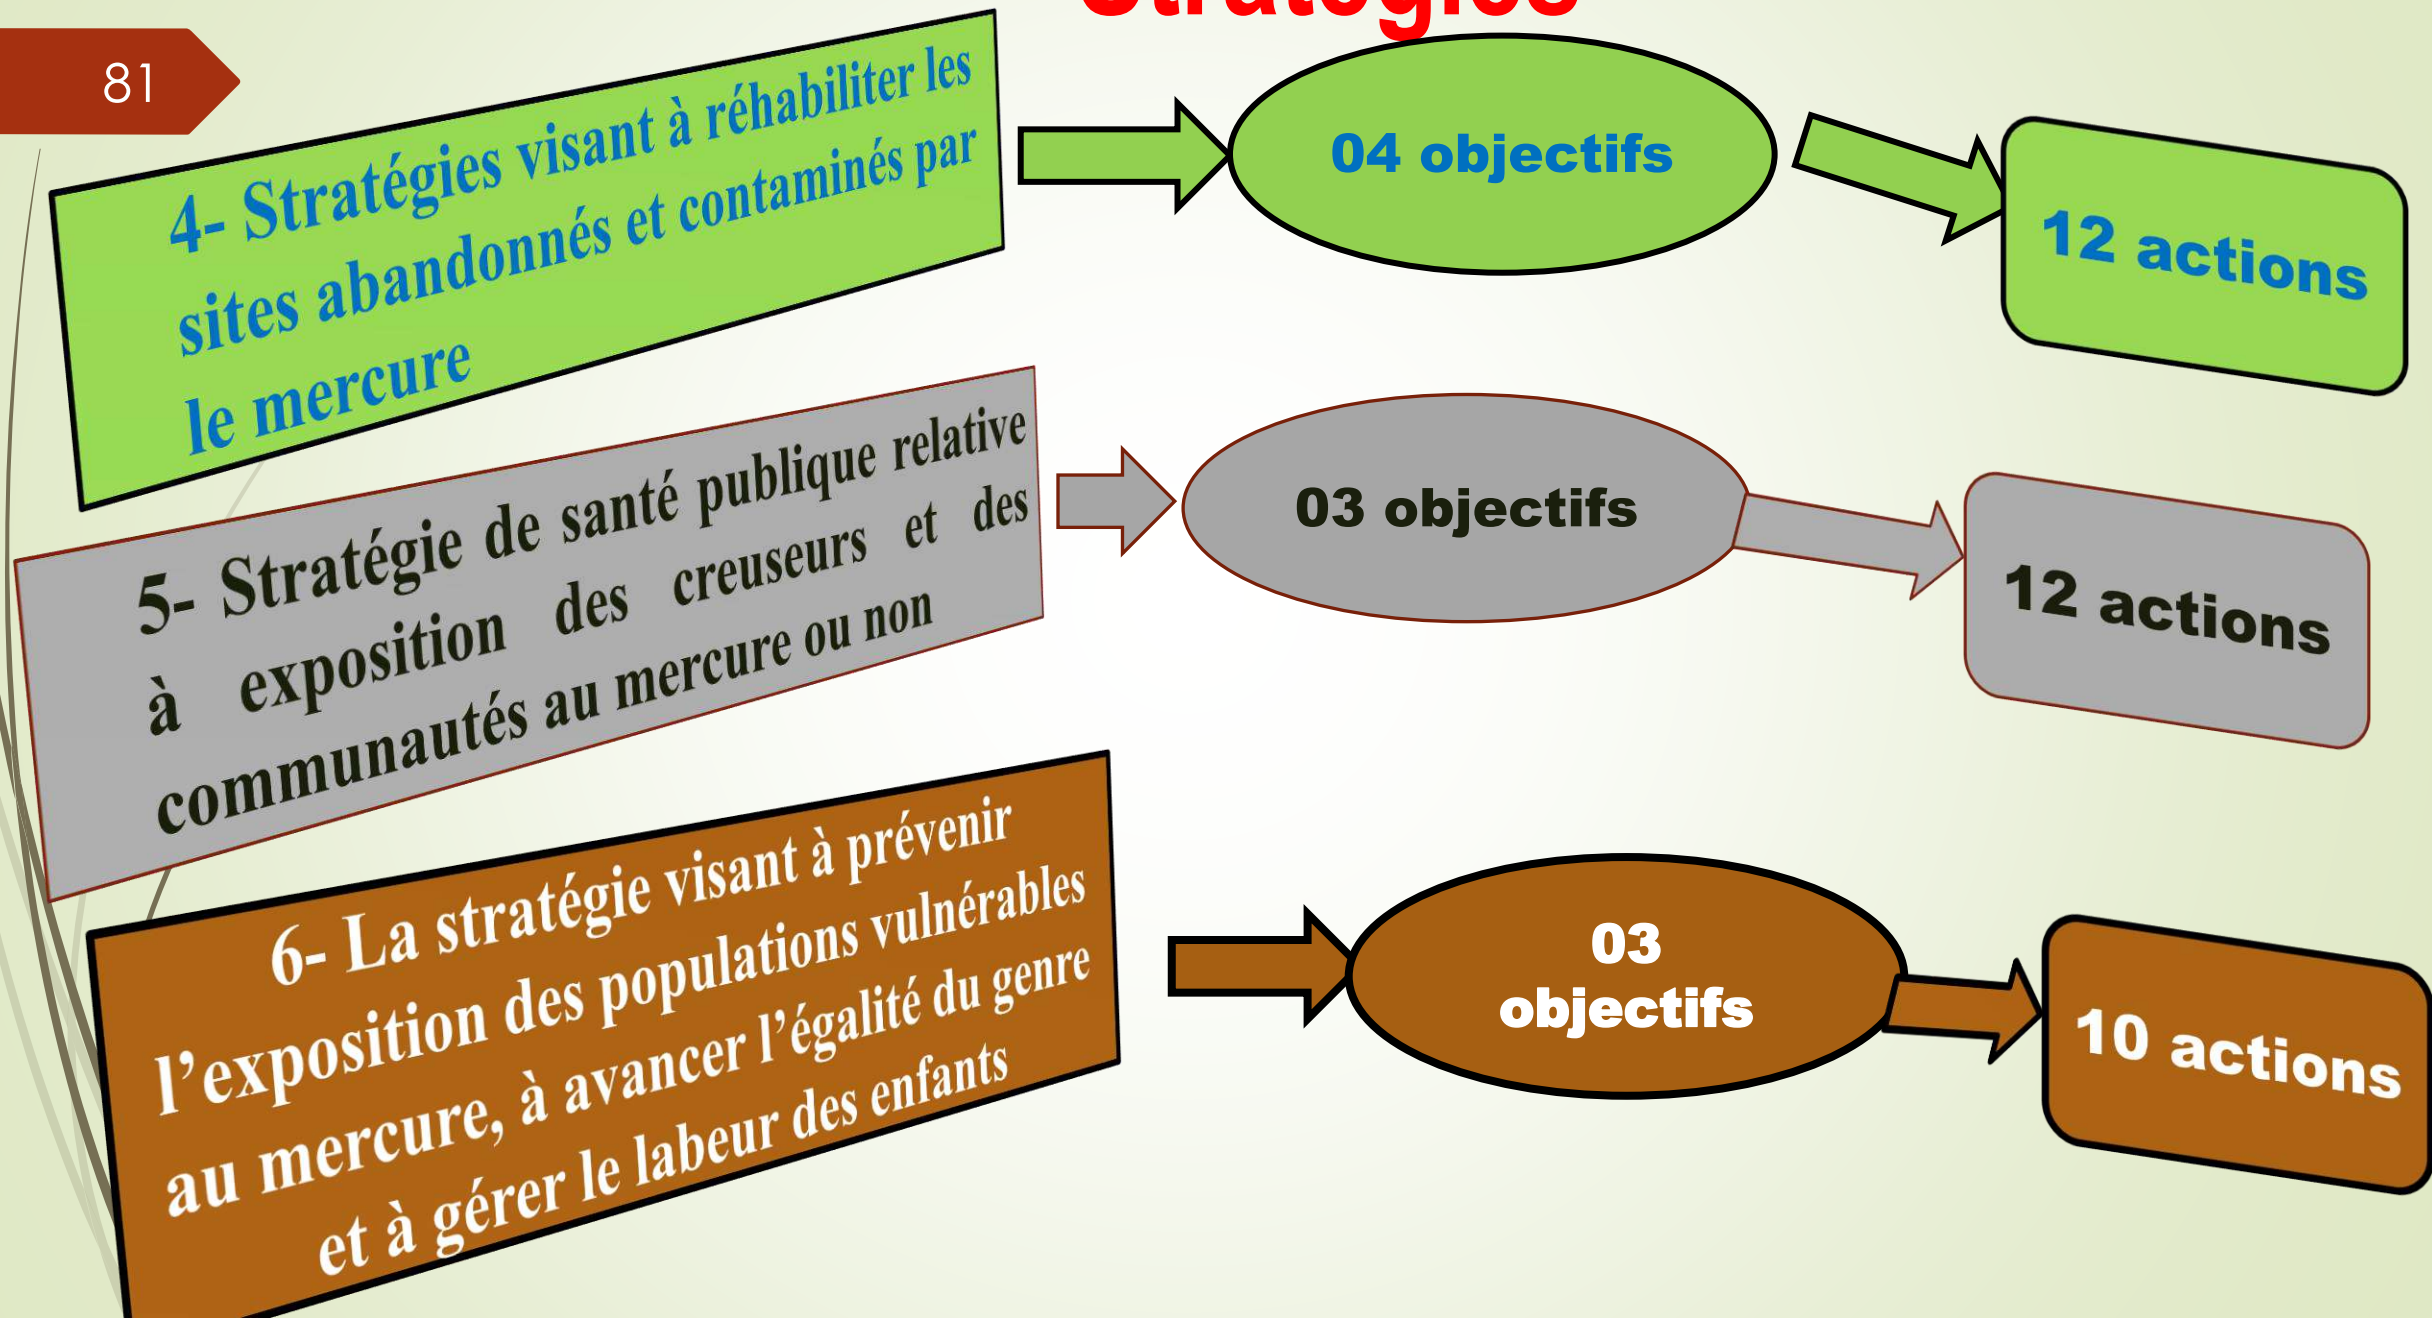 Stratégies
81
4- Stratégies visant à réhabiliter les
sites abandonnés et contaminés par
le mercure
04 objectifs
12 actions
5- Stratégie de santé publique relative
à exposition des creuseurs et des
communautés au mercure ou non
03 objectifs
12 actions
6- La stratégie visant à prévenir
l’exposition des populations vulnérables
au mercure, à avancer l’égalité du genre
et à gérer le labeur des enfants
03
objectifs
10 actions